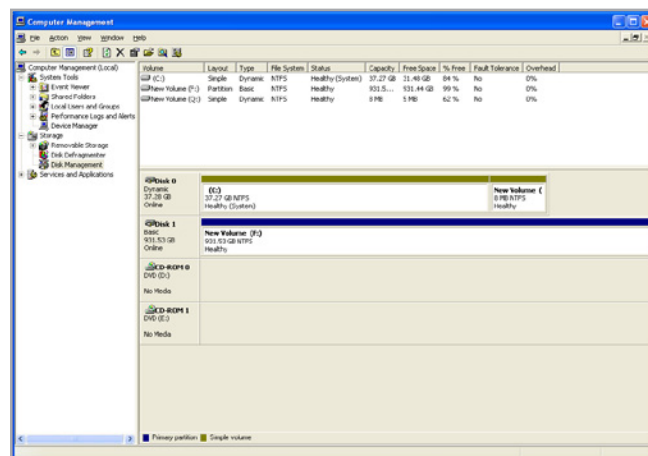 Computer Management
File Action View Window Help
Computer Management (Local)
System Tools
Event Viewer
Shared Folders
Local Users and Groups
Performance Logs and Alerts
Device Manager
Storage
Removable Storage
Disk Defragmenter
Disk Management
Services and Applications
Volume Layout Type File System Status Capacity Free Space % Free Fault Tolerance Overhead
(C:) Simple Dynamic NTFS Healthy (System) 37.27 GB 31.48 GB 84 % No 0%
New Volume (F:) Partition Basic NTFS Healthy 931.5... 931.44 GB 99 % No 0%
New Volume (Q:) Simple Dynamic NTFS Healthy 8 MB 5 MB 62 % No 0%
Disk 0
Dynamic
37.28 GB
Online
(C:)
37.27 GB NTFS
Healthy (System)
New Volume (
8 MB NTFS
Healthy
Disk 1
Basic
931.53 GB
Online
New Volume (F:)
931.53 GB NTFS
Healthy
CD-ROM 0
DVD (D:)
No Media
CD-ROM 1
DVD (E:)
No Media
Primary partition Simple volume